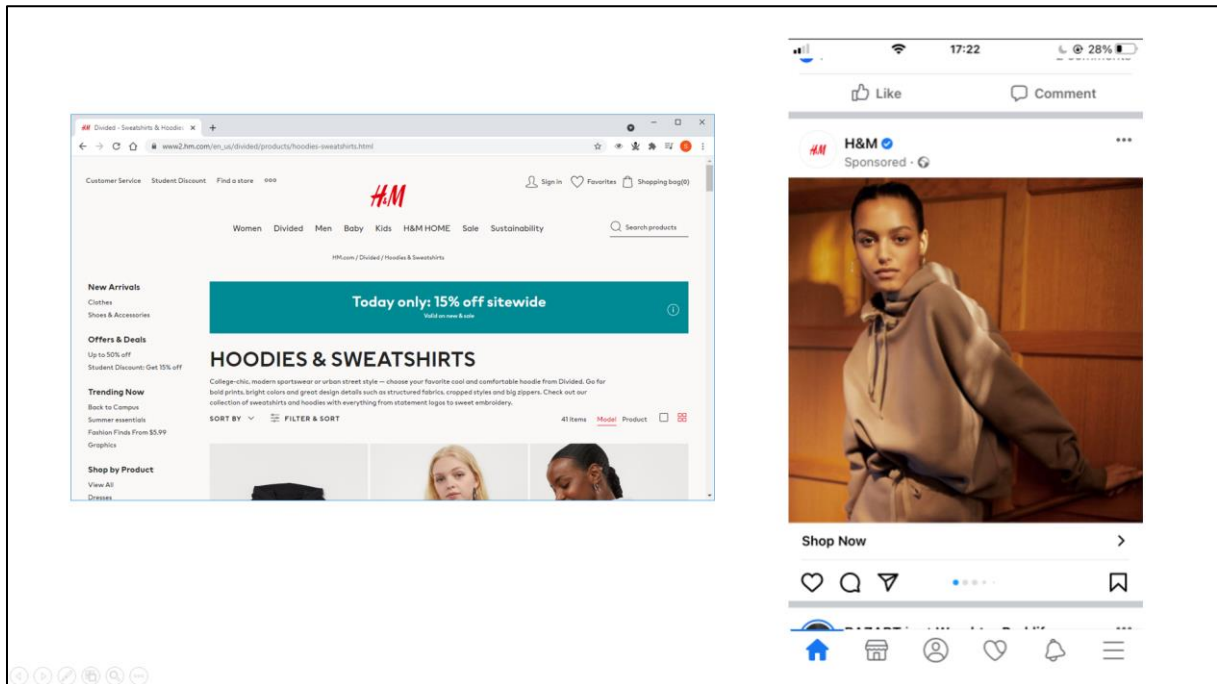 H&M Divided - Sweatshirts & Hoodies
www2.hm.com/en_us/divided/products/hoodies-sweatshirts.html
S
Customer Service Student Discount Find a store
H&M
Sign in Favorites Shopping bag(0)
Women Divided Men Baby Kids H&M HOME Sale Sustainability
Search products
HM.com / Divided / Hoodies & Sweatshirts
New Arrivals
Clothes
Shoes & Accessories
Offers & Deals
Up to 50% off
Student Discount: Get 15% off
Trending Now
Back to Campus
Summer essentials
Fashion Finds From $5.99
Graphics
Shop by Product
View All
Dresses
Today only: 15% off sitewide
Valid on new & sale
HOODIES & SWEATSHIRTS
College-chic, modern sportswear or urban street style — choose your favorite cool and comfortable hoodie from Divided. Go for
bold prints, bright colors and great design details such as structured fabrics, cropped styles and big zippers. Check out our
collection of sweatshirts and hoodies with everything from statement logos to sweet embroidery.
SORT BY FILTER & SORT
41 items Model Product
17:22 28%
Like Comment
H&M
H&M
Sponsored ·
Shop Now